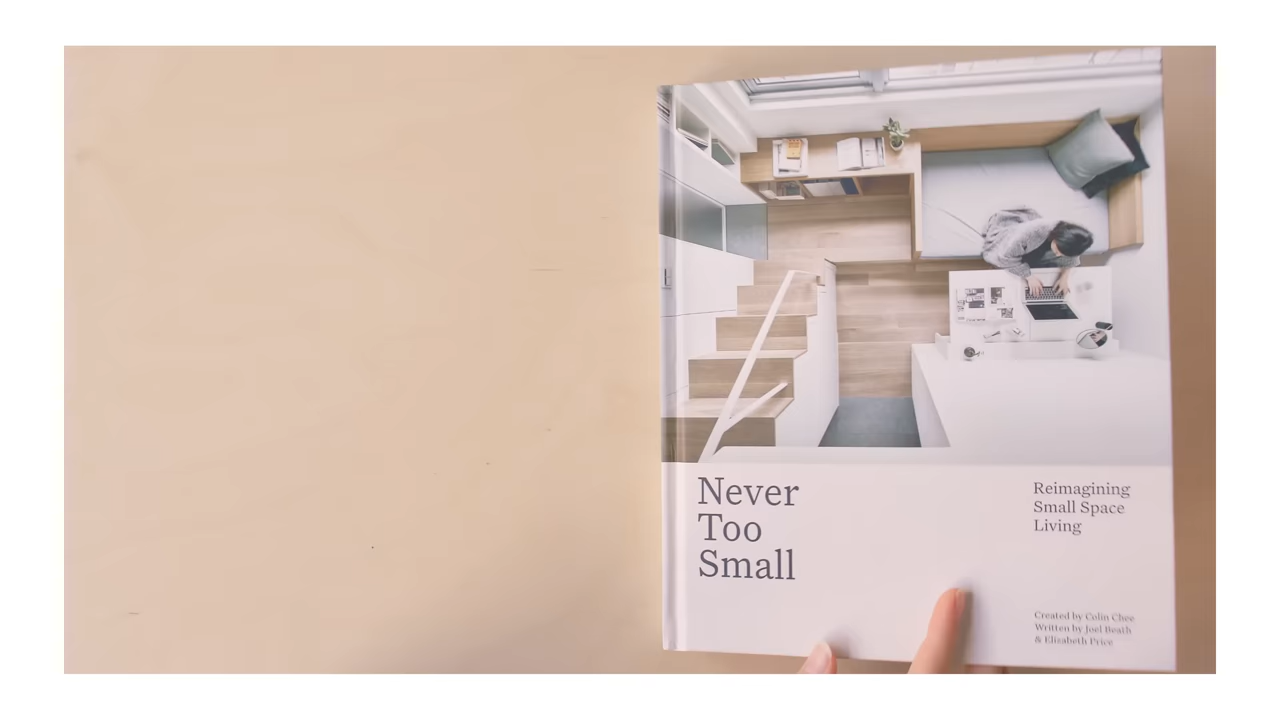 Never
Too
Small
Reimagining
Small Space
Living
Created by Colin Chee
Written by Joel Beath
& Elizabeth Price